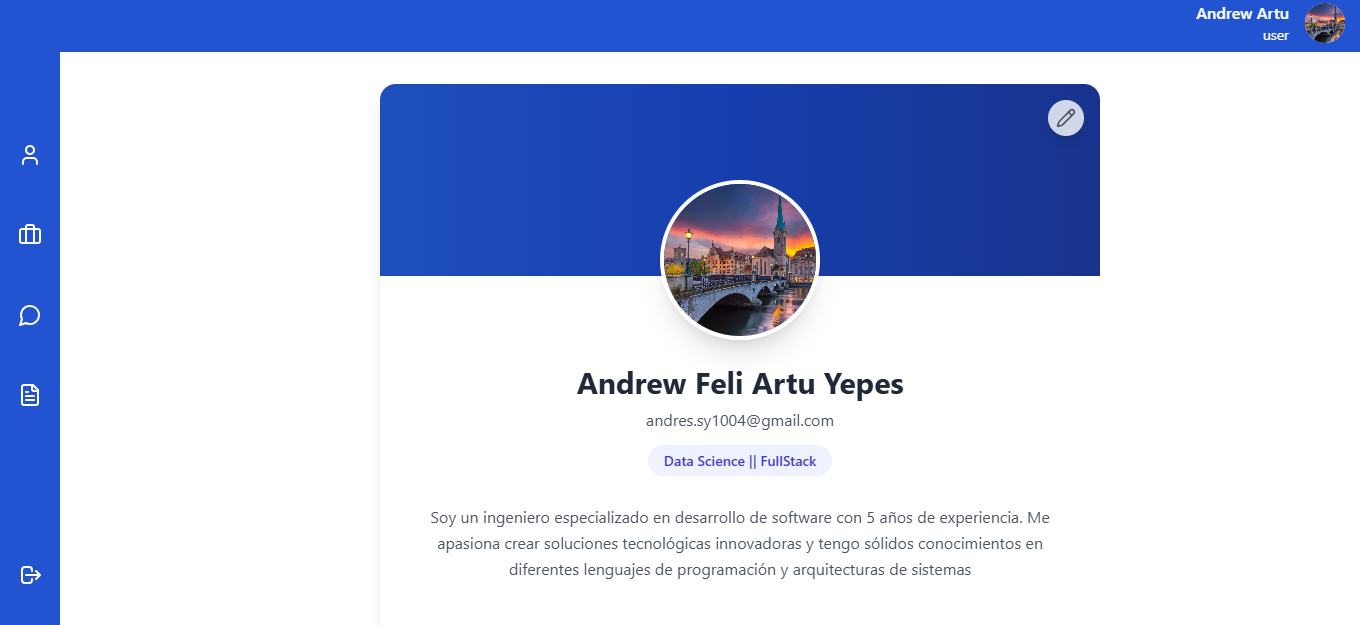 Andrew Artu
user
Andrew Feli Artu Yepes
andres.sy1004@gmail.com
Data Science || FullStack
Soy un ingeniero especializado en desarrollo de software con 5 años de experiencia. Me
apasiona crear soluciones tecnológicas innovadoras y tengo sólidos conocimientos en
diferentes lenguajes de programación y arquitecturas de sistemas